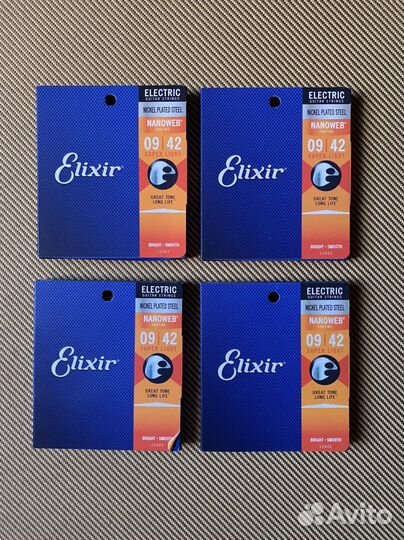 ELECTRIC
GUITAR STRINGS
NICKEL PLATED STEEL
NANOWEB®
COATING
09 42
SUPER LIGHT
Elixir®
GREAT TONE
LONG LIFE
BRIGHT • SMOOTH
12002
ELECTRIC
GUITAR STRINGS
NICKEL PLATED STEEL
NANOWEB®
COATING
09 42
SUPER LIGHT
Elixir®
GREAT TONE
LONG LIFE
BRIGHT • SMOOTH
12002
ELECTRIC
GUITAR STRINGS
NICKEL PLATED STEEL
NANOWEB®
COATING
09 42
SUPER LIGHT
Elixir®
GREAT TONE
LONG LIFE
BRIGHT • SMOOTH
12002
ELECTRIC
GUITAR STRINGS
NICKEL PLATED STEEL
NANOWEB®
COATING
09 42
SUPER LIGHT
Elixir®
GREAT TONE
LONG LIFE
BRIGHT • SMOOTH
12002
Avito